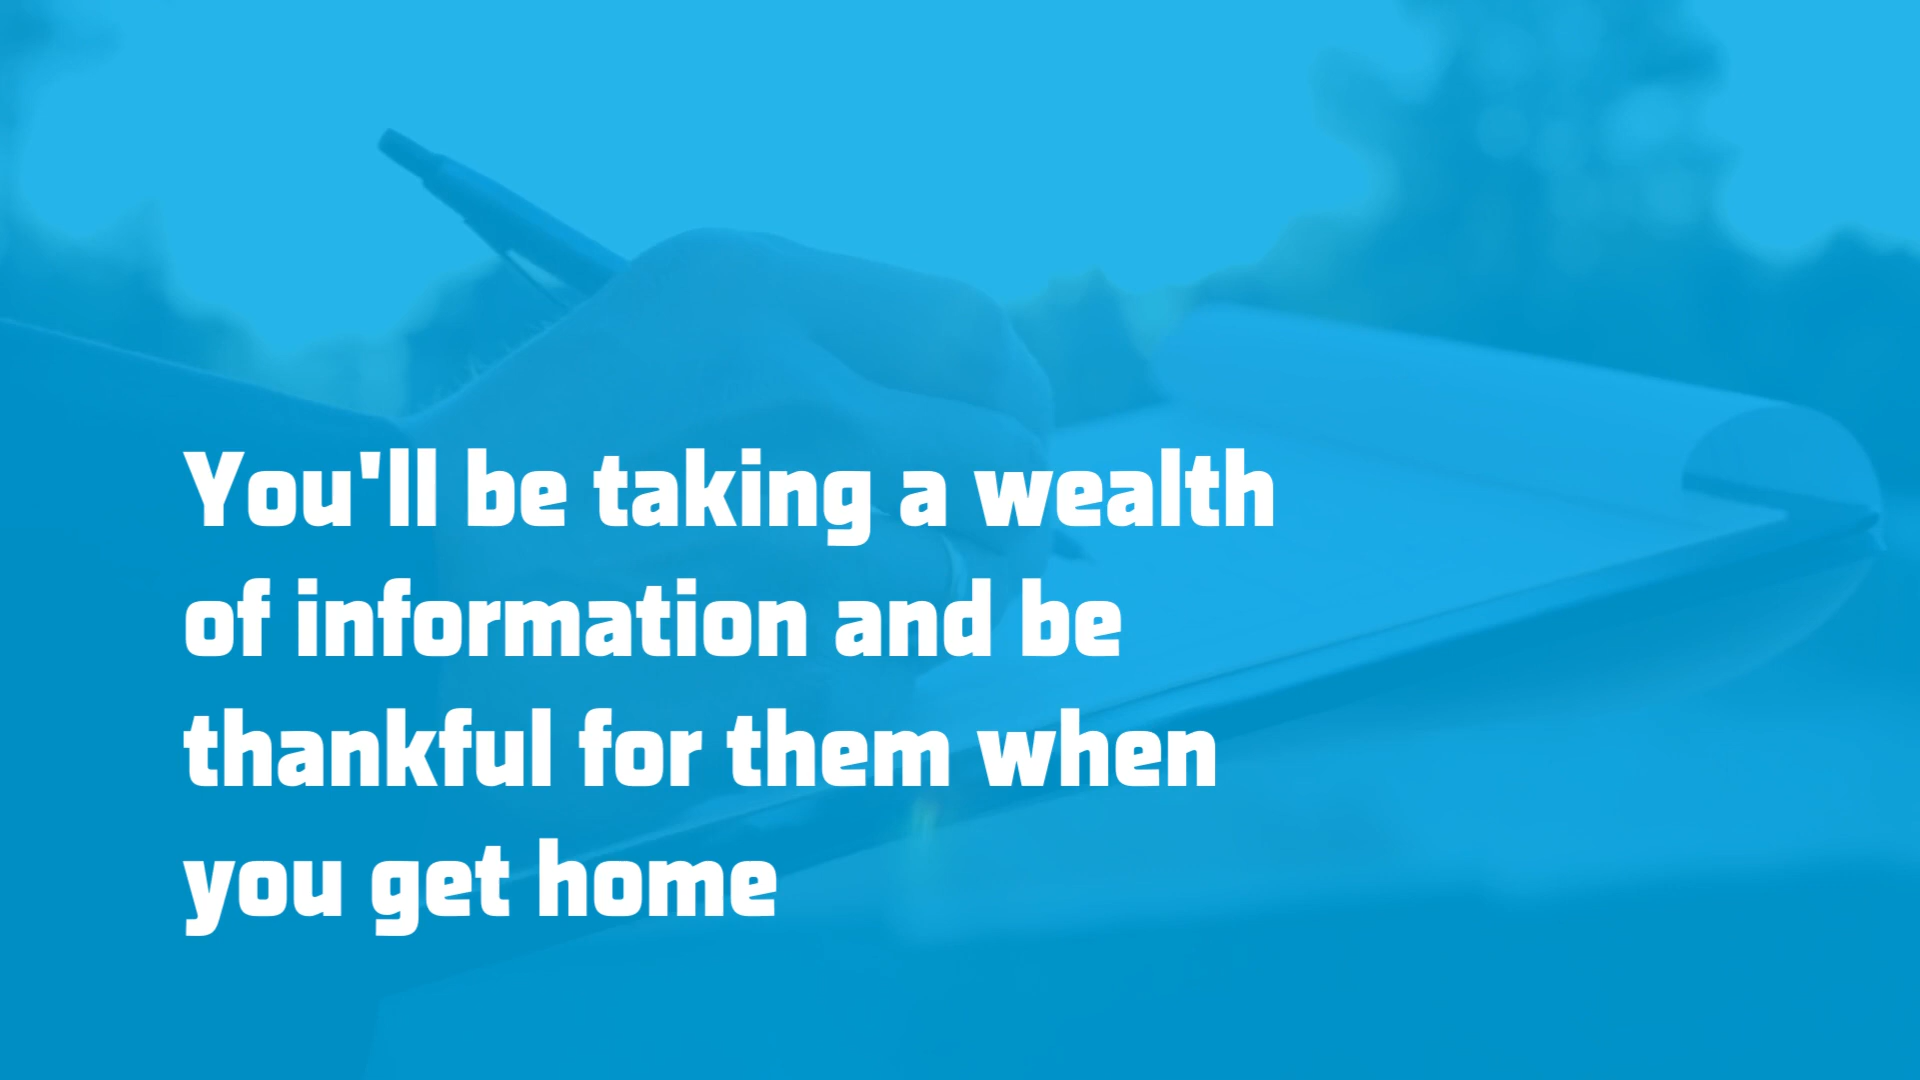 You'll be taking a wealth
of information and be
thankful for them when
you get home